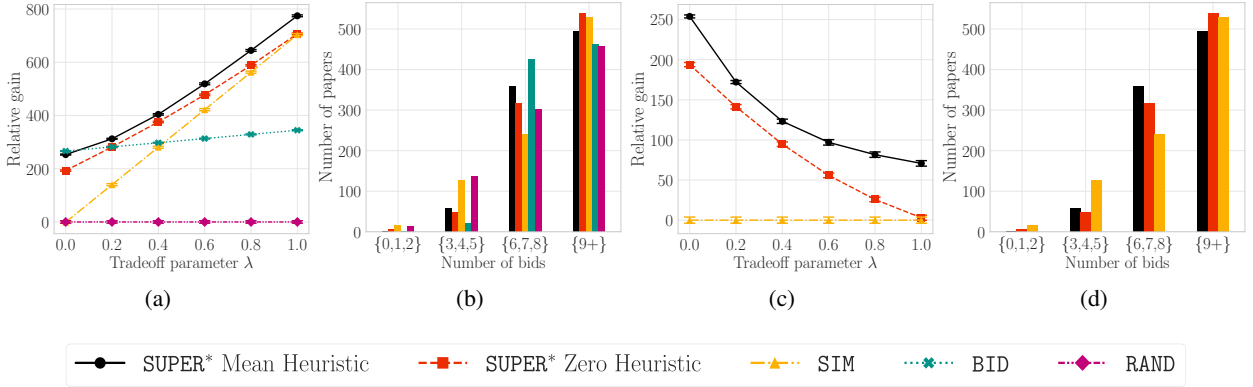 800
600
400
200
0
Relative gain
0.0 0.2 0.4 0.6 0.8 1.0
Tradeoff parameter λ
(a)
500
400
300
200
100
0
Number of papers
{0,1,2} {3,4,5} {6,7,8} {9+}
Number of bids
(b)
250
200
150
100
50
0
Relative gain
0.0 0.2 0.4 0.6 0.8 1.0
Tradeoff parameter λ
(c)
500
400
300
200
100
0
Number of papers
{0,1,2} {3,4,5} {6,7,8} {9+}
Number of bids
(d)
SUPER* Mean Heuristic SUPER* Zero Heuristic SIM BID RAND